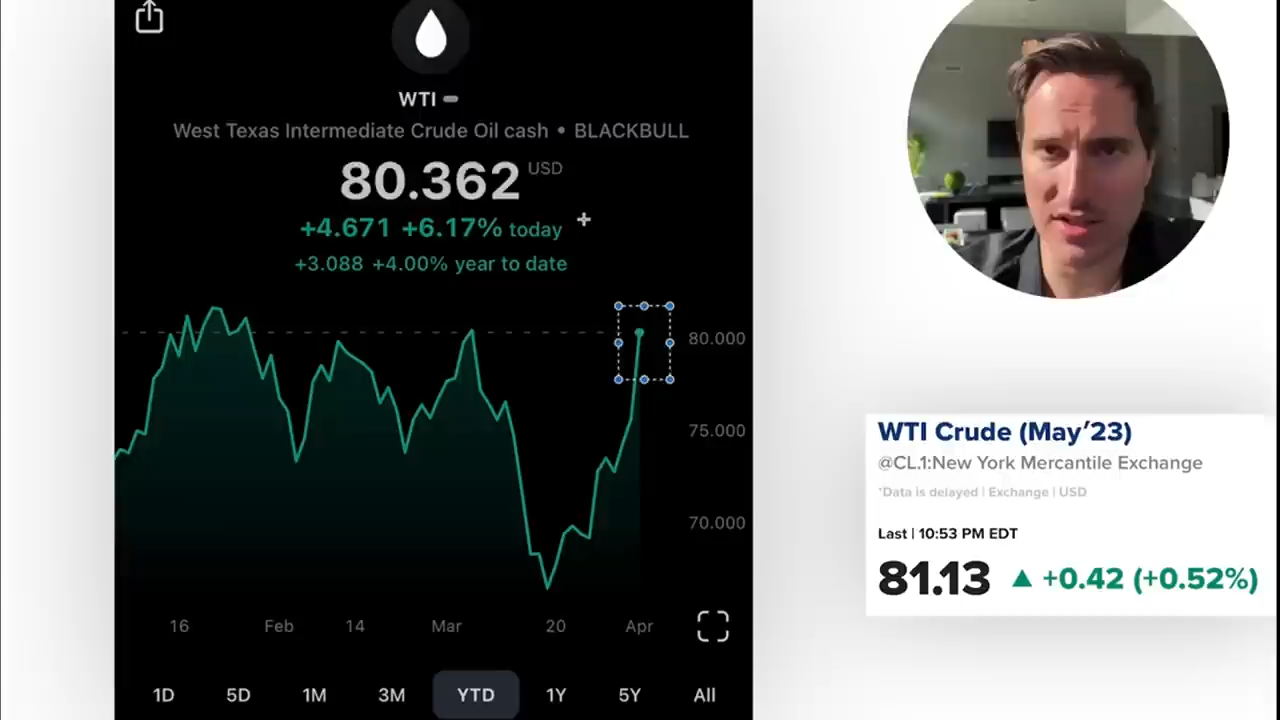 WTI
West Texas Intermediate Crude Oil cash • BLACKBULL
80.362 USD
+4.671 +6.17% today
+3.088 +4.00% year to date
80.000
75.000
70.000
16 Feb 14 Mar 20 Apr
1D 5D 1M 3M YTD 1Y 5Y All
WTI Crude (May’23)
@CL.1:New York Mercantile Exchange
*Data is delayed | Exchange | USD
Last | 10:53 PM EDT
81.13 ▲ +0.42 (+0.52%)